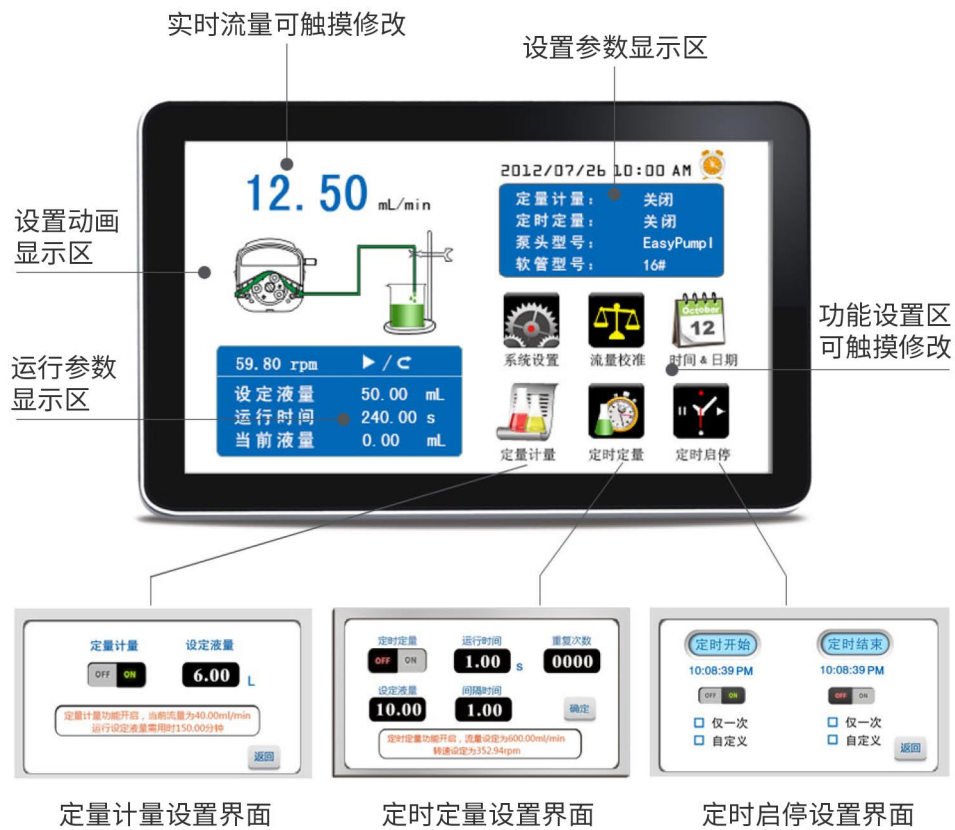 实时流量可触摸修改
设置参数显示区
2012/07/26 10:00 AM
12.50 mL/min
定量计量： 关闭
定时定量： 关闭
泵头型号： EasyPumpI
软管型号： 16#
设置动画
显示区
October
12
系统设置 流量校准 时间&日期
功能设置区
可触摸修改
运行参数
显示区
59.80 rpm ▶/
设定液量 50.00 mL
运行时间 240.00 s
当前液量 0.00 mL
定量计量 定时定量 定时启停
定量计量 设定液量
OFF ON 6.00 L
定量计量功能开启，当前流量为40.00ml/min
运行设定液量需用时150.00分钟
返回
定量计量设置界面
定时定量 运行时间 重复次数
OFF ON 1.00 s 0000
设定液量 间隔时间
10.00 1.00 确定
定时定量功能开启，流量设定为600.00ml/min
转速设定为352.94rpm
定时定量设置界面
定时开始 定时结束
10:08:39 PM 10:08:39 PM
OFF ON OFF ON
仅一次 仅一次
自定义 自定义
返回
定时启停设置界面